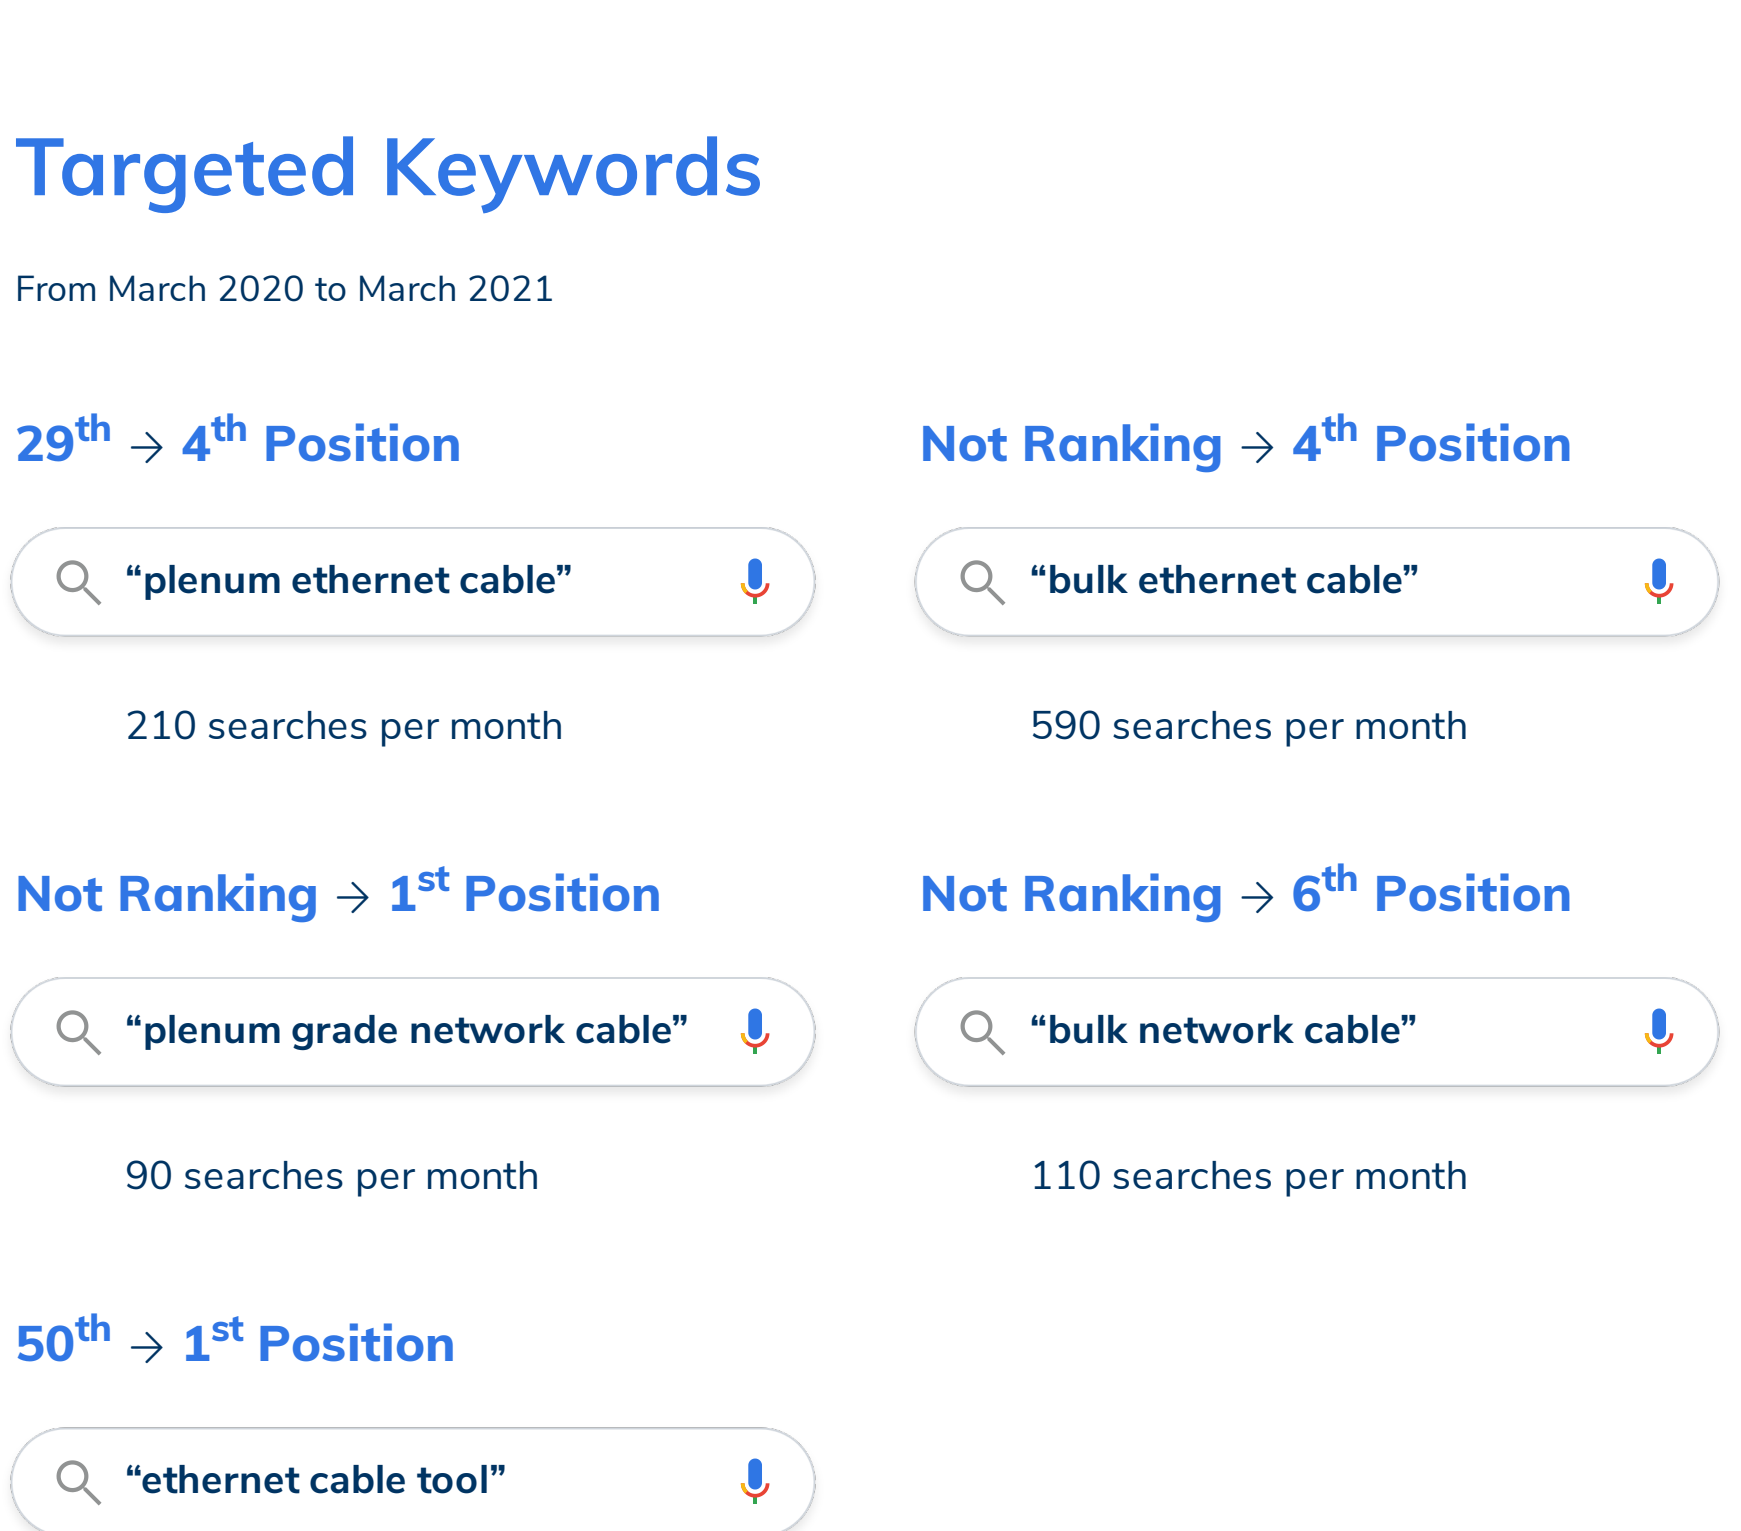 Targeted Keywords
From March 2020 to March 2021
29th → 4th Position
“plenum ethernet cable”
210 searches per month
Not Ranking → 4th Position
“bulk ethernet cable”
590 searches per month
Not Ranking → 1st Position
“plenum grade network cable”
90 searches per month
Not Ranking → 6th Position
“bulk network cable”
110 searches per month
50th → 1st Position
“ethernet cable tool”